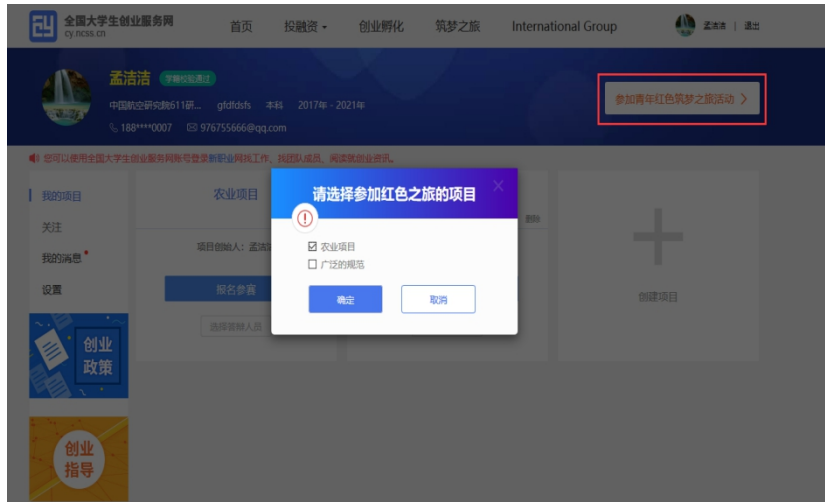 全国大学生创业服务网
cy.ncss.cn
首页 投融资 创业孵化 筑梦之旅 International Group
孟洁洁 | 退出
孟洁洁 学籍校验通过
中国航空研究院611研... gfdfdsfs 本科 2017年 - 2021年
188****0007 976755666@qq.com
参加青年红色筑梦之旅活动
您可以使用全国大学生创业服务网账号登录新职业网找工作、找团队成员、阅读就创业资讯。
我的项目
关注
我的消息
设置
创业
政策
创业
指导
农业项目
项目创始人：孟洁
报名参赛
选择请辩人员
删除
创建项目
请选择参加红色之旅的项目
农业项目
广泛的规范
确定 取消